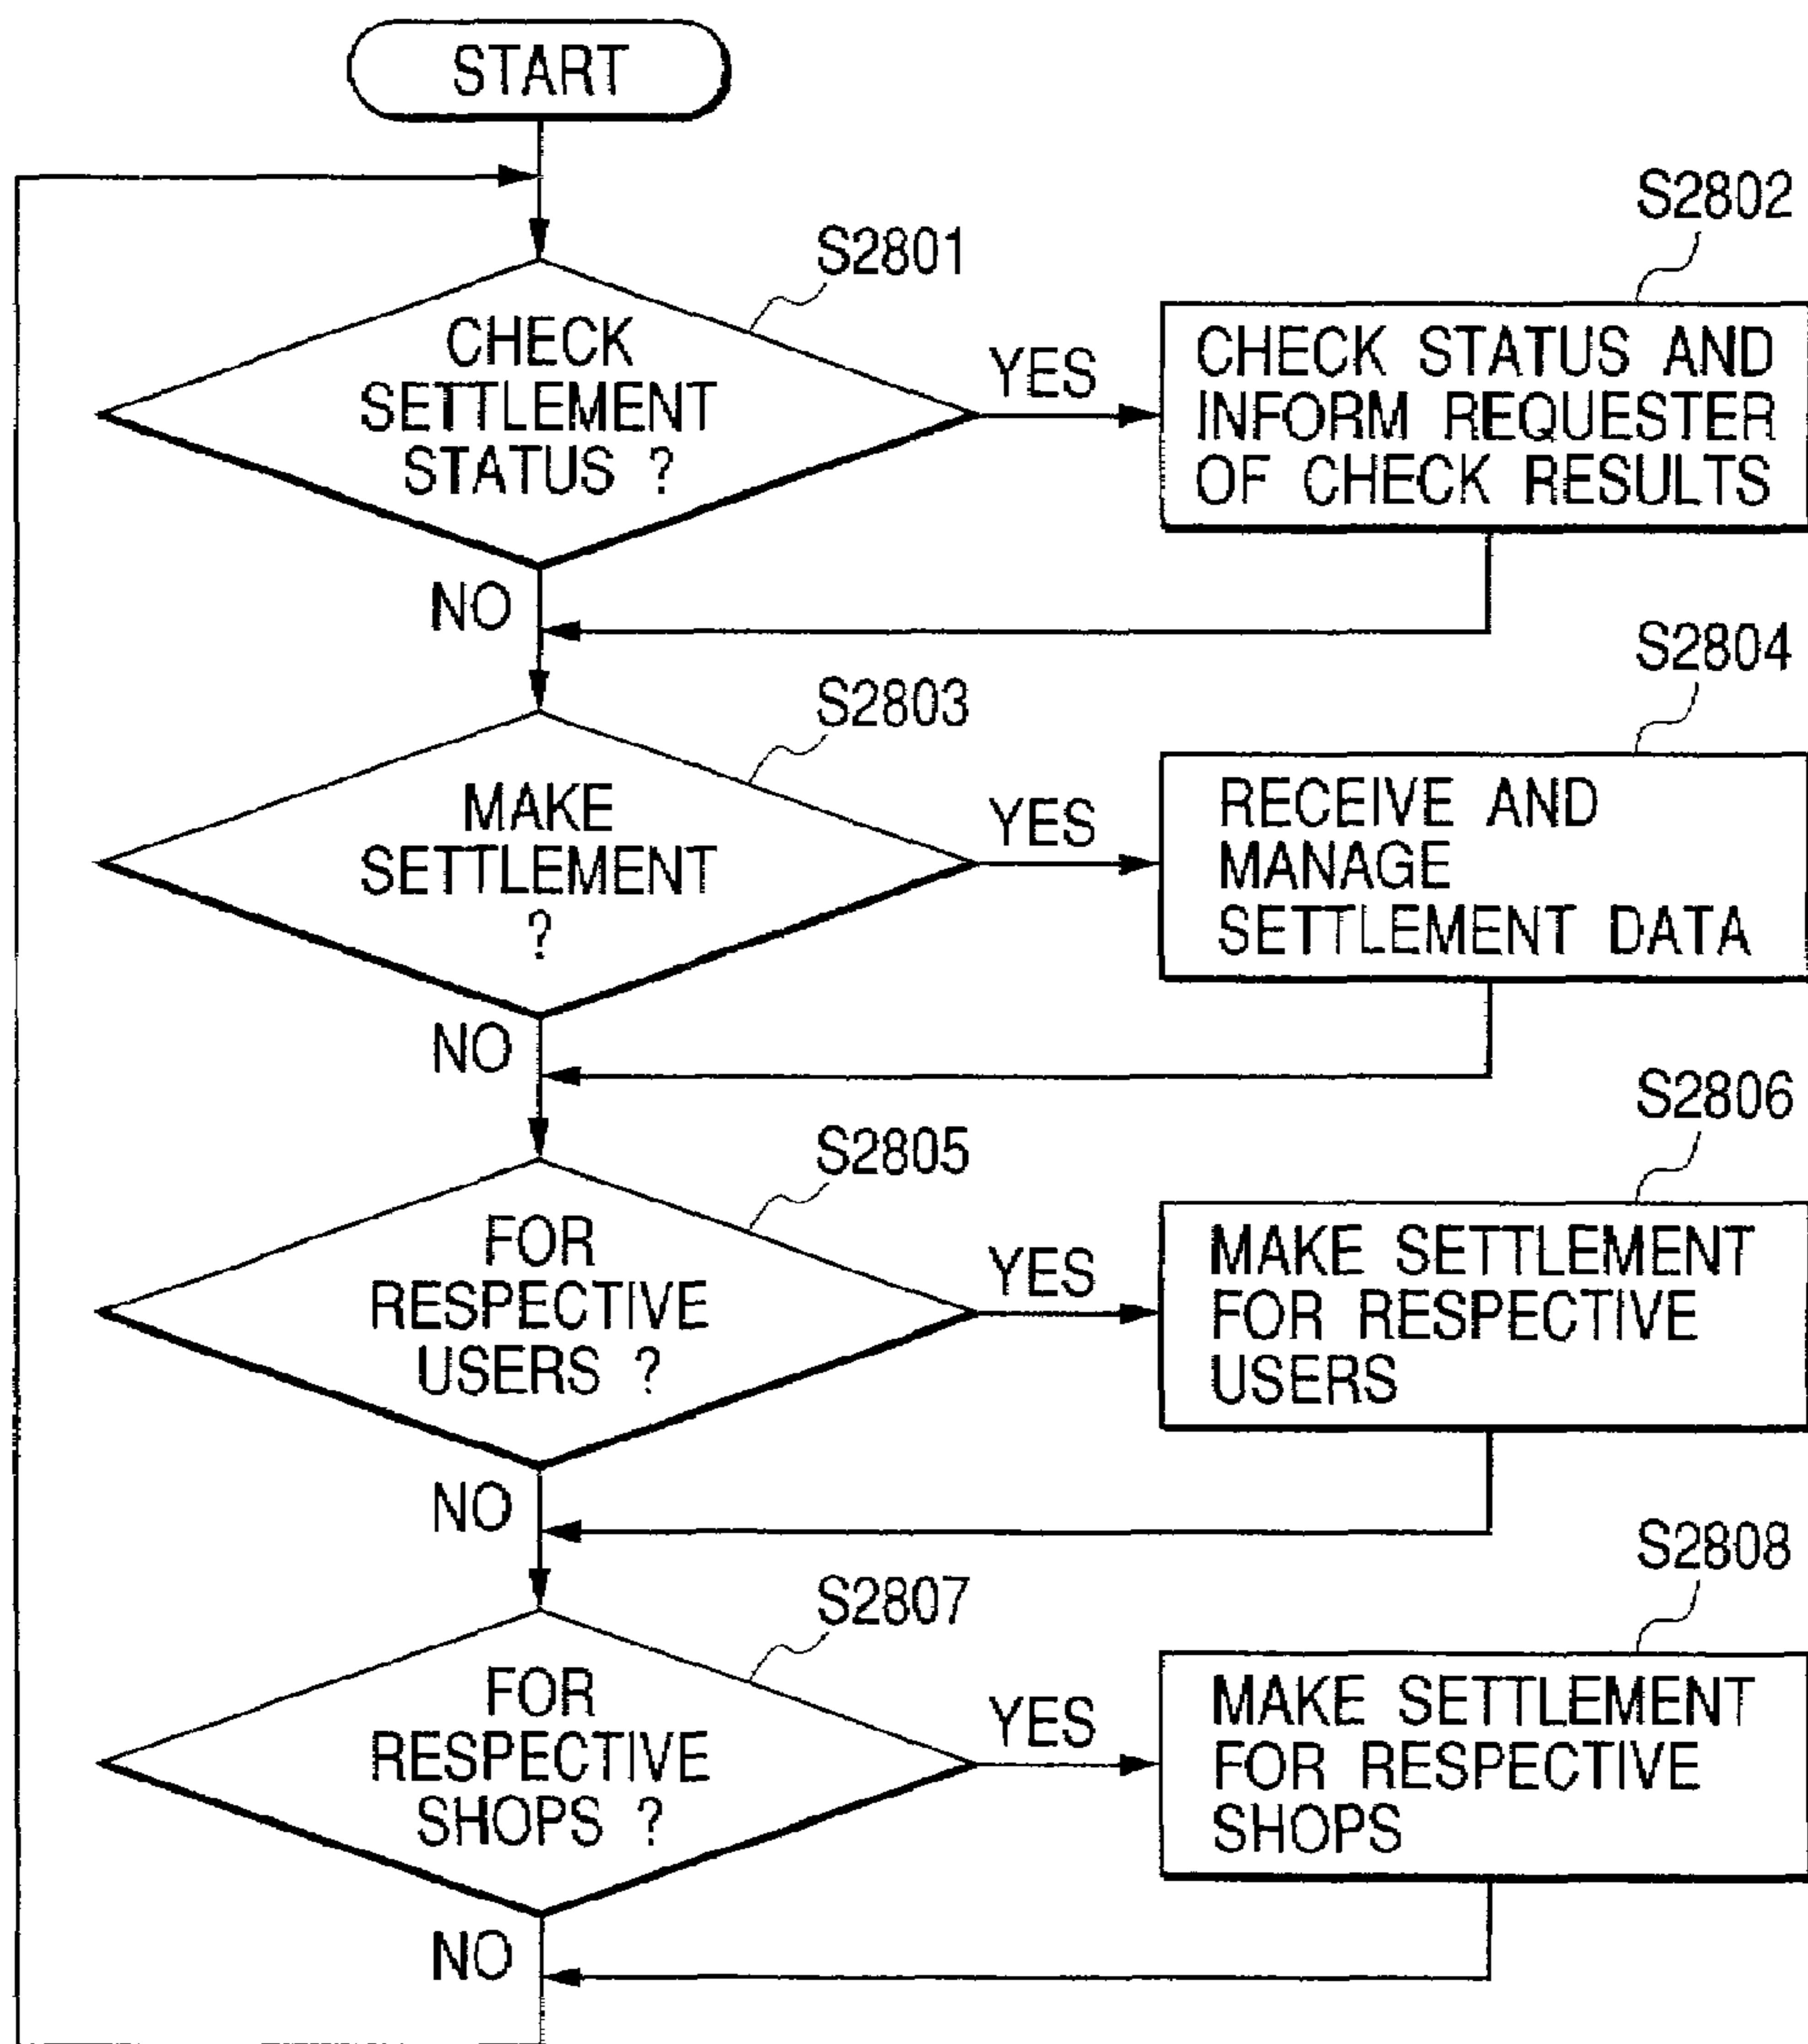 START
S2801
S2802
CHECK
SETTLEMENT
STATUS ?
YES
CHECK STATUS AND
INFORM REQUESTER
OF CHECK RESULTS
NO
S2803
S2804
MAKE
SETTLEMENT
?
YES
RECEIVE AND
MANAGE
SETTLEMENT DATA
NO
S2805
S2806
FOR
RESPECTIVE
USERS ?
YES
MAKE SETTLEMENT
FOR RESPECTIVE
USERS
NO
S2807
S2808
FOR
RESPECTIVE
SHOPS ?
YES
MAKE SETTLEMENT
FOR RESPECTIVE
SHOPS
NO